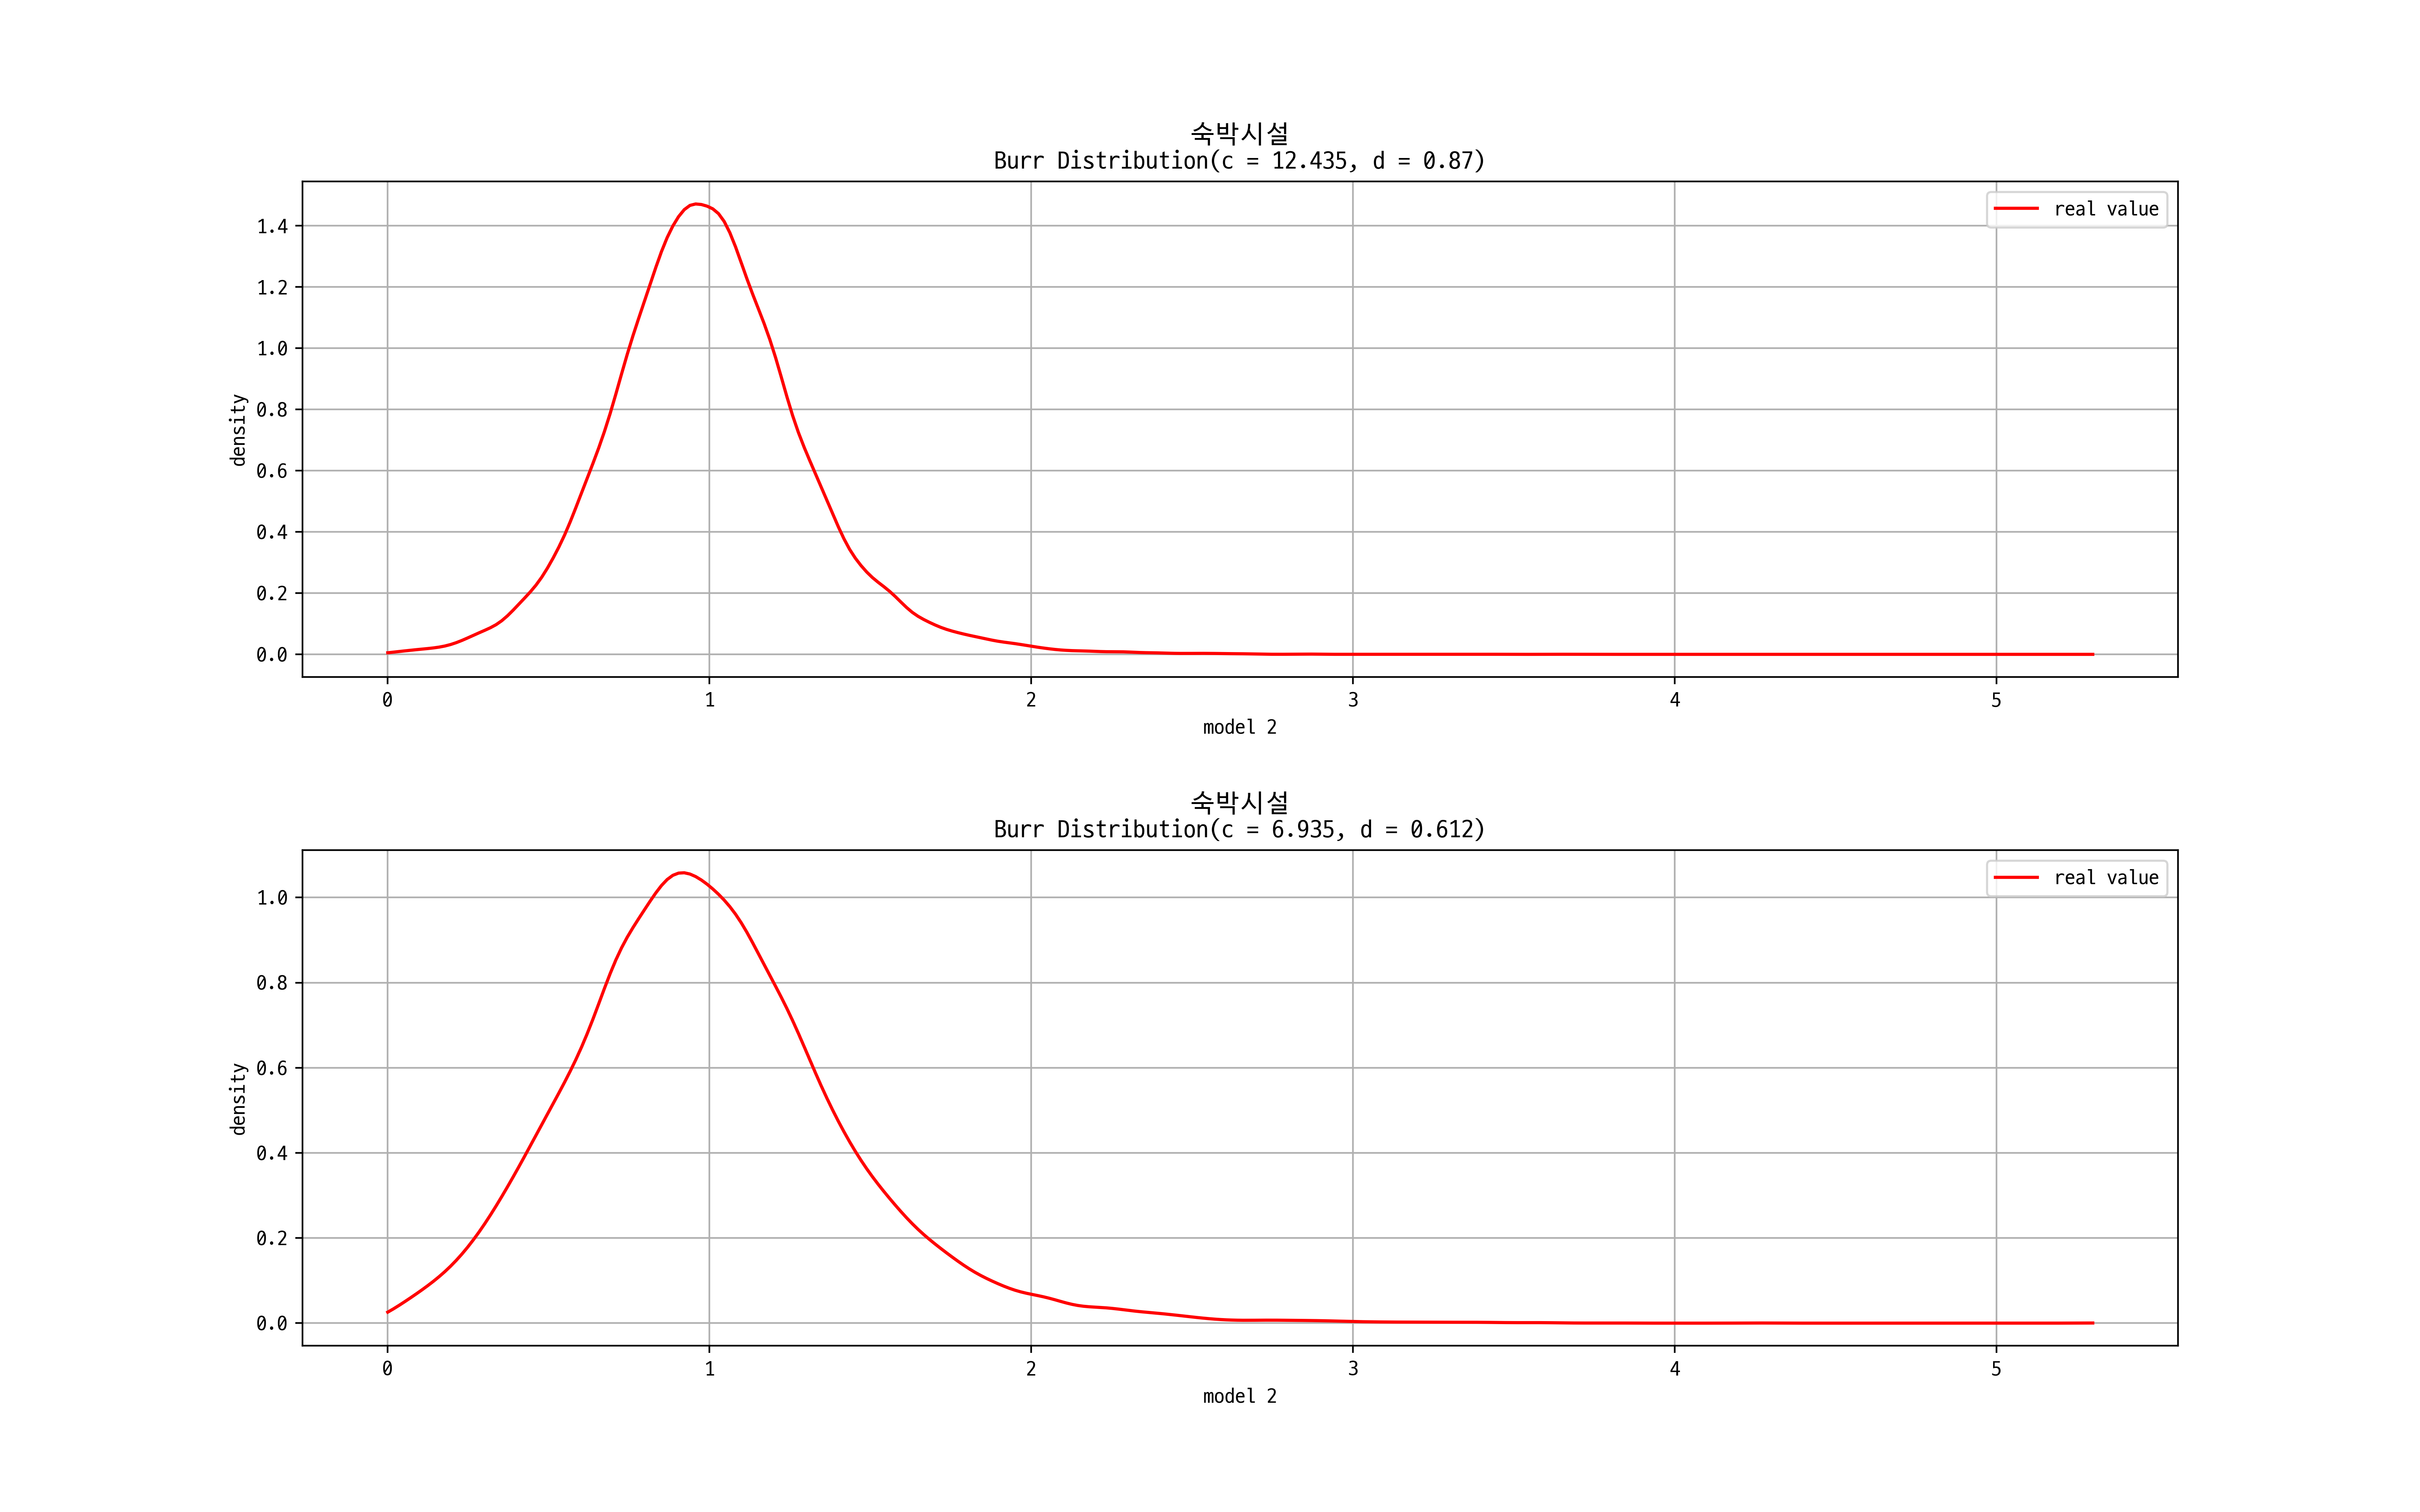 숙박시설
Burr Distribution(c = 12.435, d = 0.87)
real value
1.4
1.2
1.0
0.8
0.6
0.4
0.2
0.0
density
0 1 2 3 4 5
model 2
숙박시설
Burr Distribution(c = 6.935, d = 0.612)
real value
1.0
0.8
0.6
0.4
0.2
0.0
density
0 1 2 3 4 5
model 2